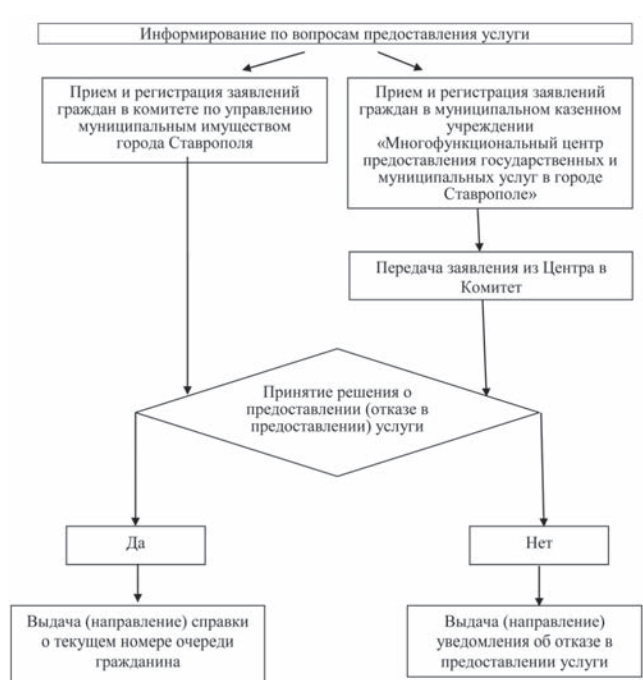 Информирование по вопросам предоставления услуги
Прием и регистрация заявлений
граждан в комитете по управлению
муниципальным имуществом
города Ставрополя
Прием и регистрация заявлений
граждан в муниципальном казенном
учреждении
«Многофункциональный центр
предоставления государственных и
муниципальных услуг в городе
Ставрополе»
Передача заявления из Центра в
Комитет
Принятие решения о
предоставлении (отказе в
предоставлении) услуги
Да
Нет
Выдача (направление) справки
о текущем номере очереди
гражданина
Выдача (направление)
уведомления об отказе в
предоставлении услуги